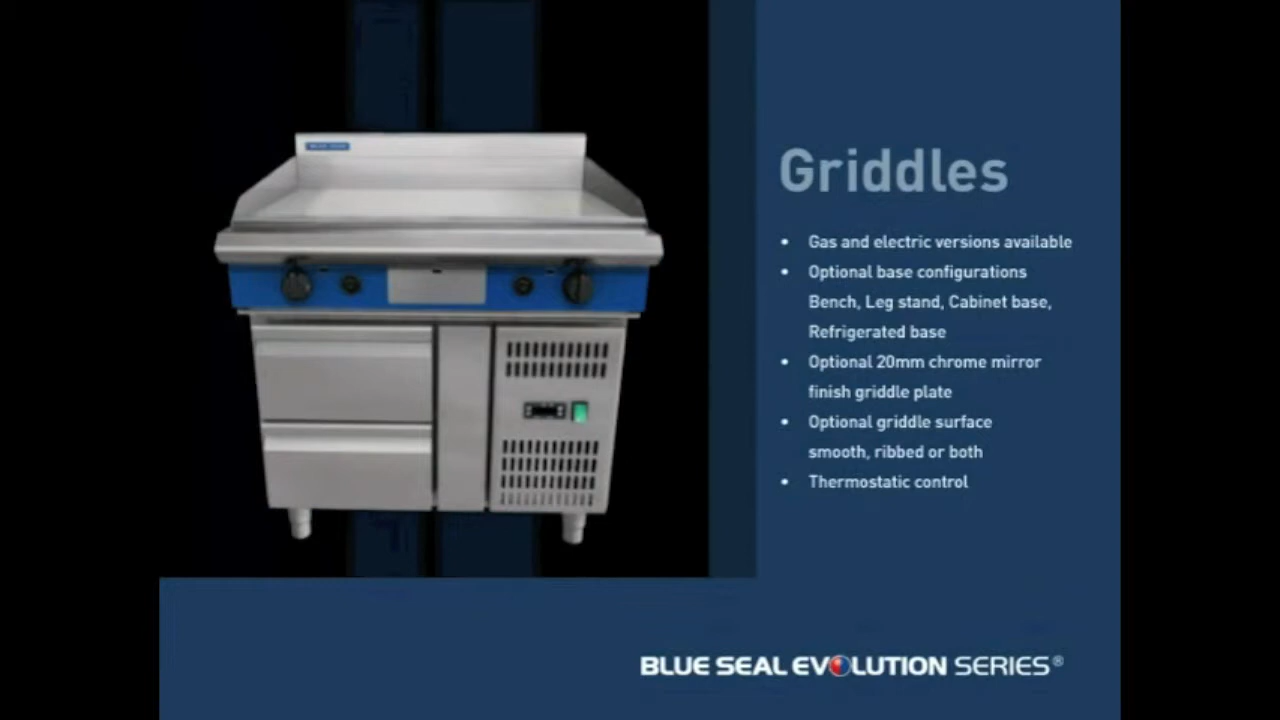 Griddles
• Gas and electric versions available
• Optional base configurations
Bench, Leg stand, Cabinet base,
Refrigerated base
• Optional 20mm chrome mirror
finish griddle plate
• Optional griddle surface
smooth, ribbed or both
• Thermostatic control
BLUE SEAL EVOLUTION SERIES®